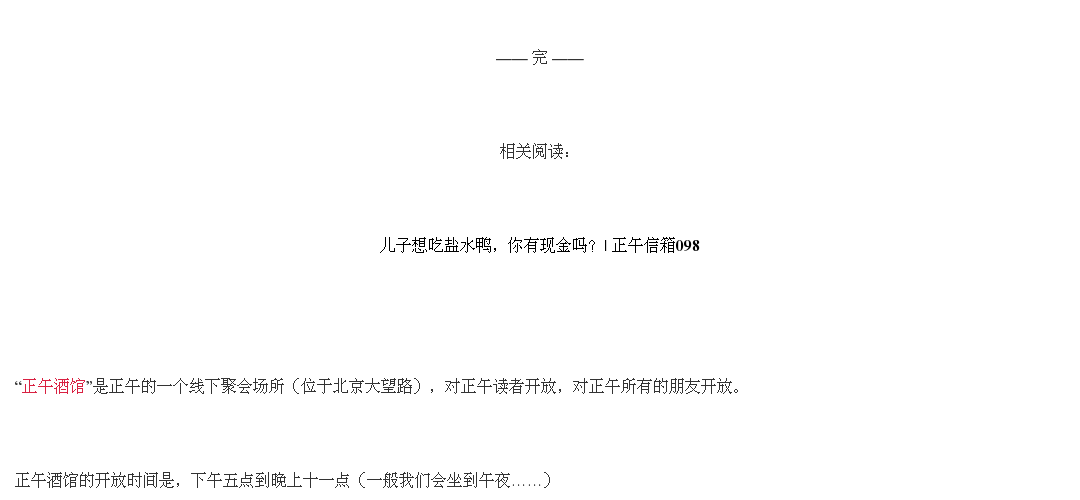 —— 完 ——
相关阅读：
儿子想吃盐水鸭，你有现金吗？| 正午信箱098
“正午酒馆”是正午的一个线下聚会场所（位于北京大望路），对正午读者开放，对正午所有的朋友开放。
正午酒馆的开放时间是，下午五点到晚上十一点（一般我们会坐到午夜……）